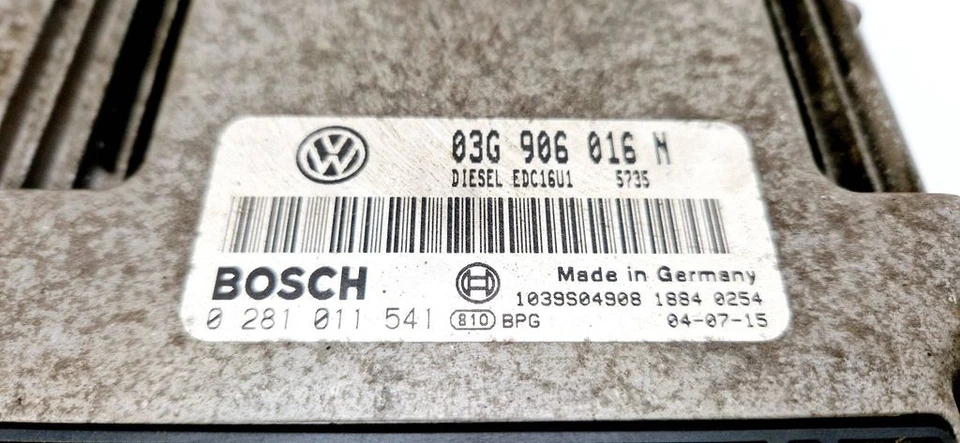 03G 906 016 N
DIESEL EDC16U1 5735
BOSCH
Made in Germany
1039S04908 1884 0254
0 281 011 541 810 BPG 04-07-15